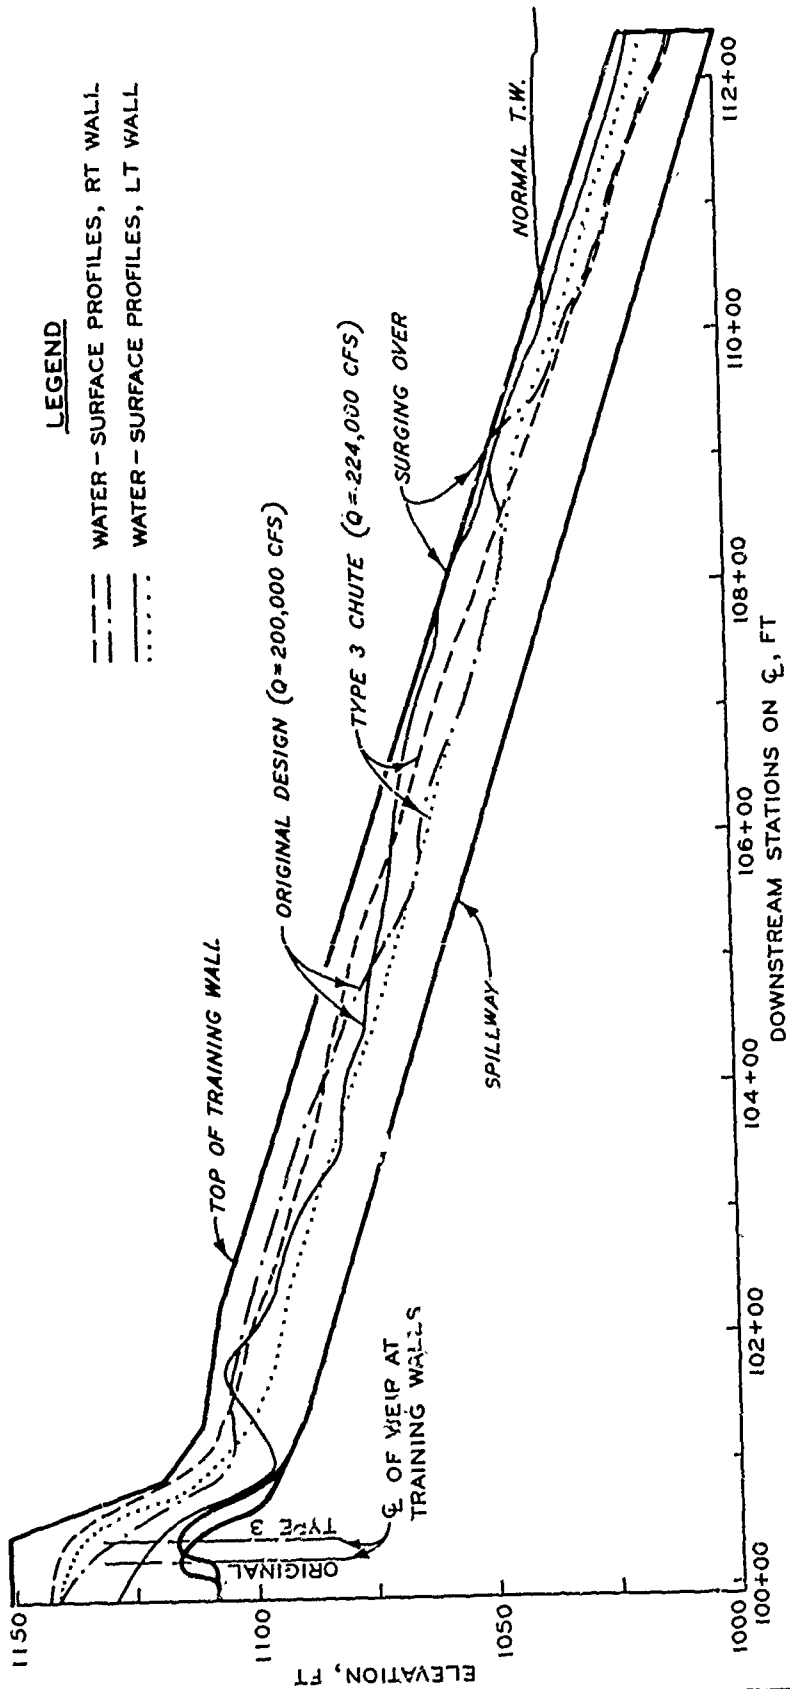 LEGEND
WATER-SURFACE PROFILES, RT WALL
WATER-SURFACE PROFILES, LT WALL
NORMAL T.W.
SURGING OVER
TYPE 3 CHUTE (Q=224,000 CFS)
ORIGINAL DESIGN (Q=200,000 CFS)
TOP OF TRAINING WALL
SPILLWAY
℄ OF WEIR AT
TRAINING WALLS
TYPE 3
ORIGINAL
1150
1100
1050
1000
ELEVATION, FT
100+00
102+00
104+00
106+00
108+00
110+00
112+00
DOWNSTREAM STATIONS ON ℄, FT